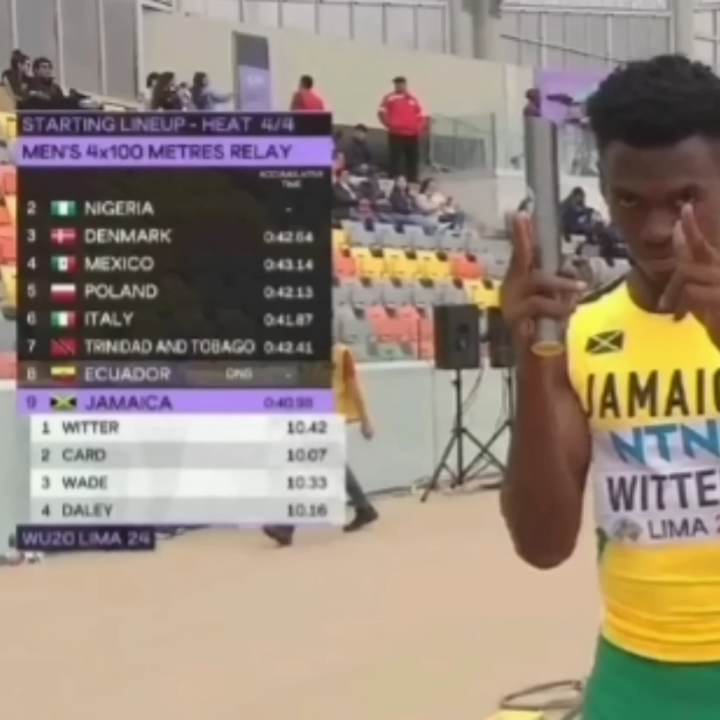 STARTING LINEUP - HEAT 4/4
MEN'S 4x100 METRES RELAY
ACCUMULATIVE
TIME
2 NIGERIA -
3 DENMARK 0:42.64
4 MEXICO 0:43.14
5 POLAND 0:42.13
6 ITALY 0:41.87
7 TRINIDAD AND TOBAGO 0:42.41
8 ECUADOR DNS -
9 JAMAICA 0:40.98
1 WITTER 10.42
2 CARD 10.07
3 WADE 10.33
4 DALEY 10.16
WU20 LIMA 24
JAMAIC
NTN
WITTE
LIMA 2